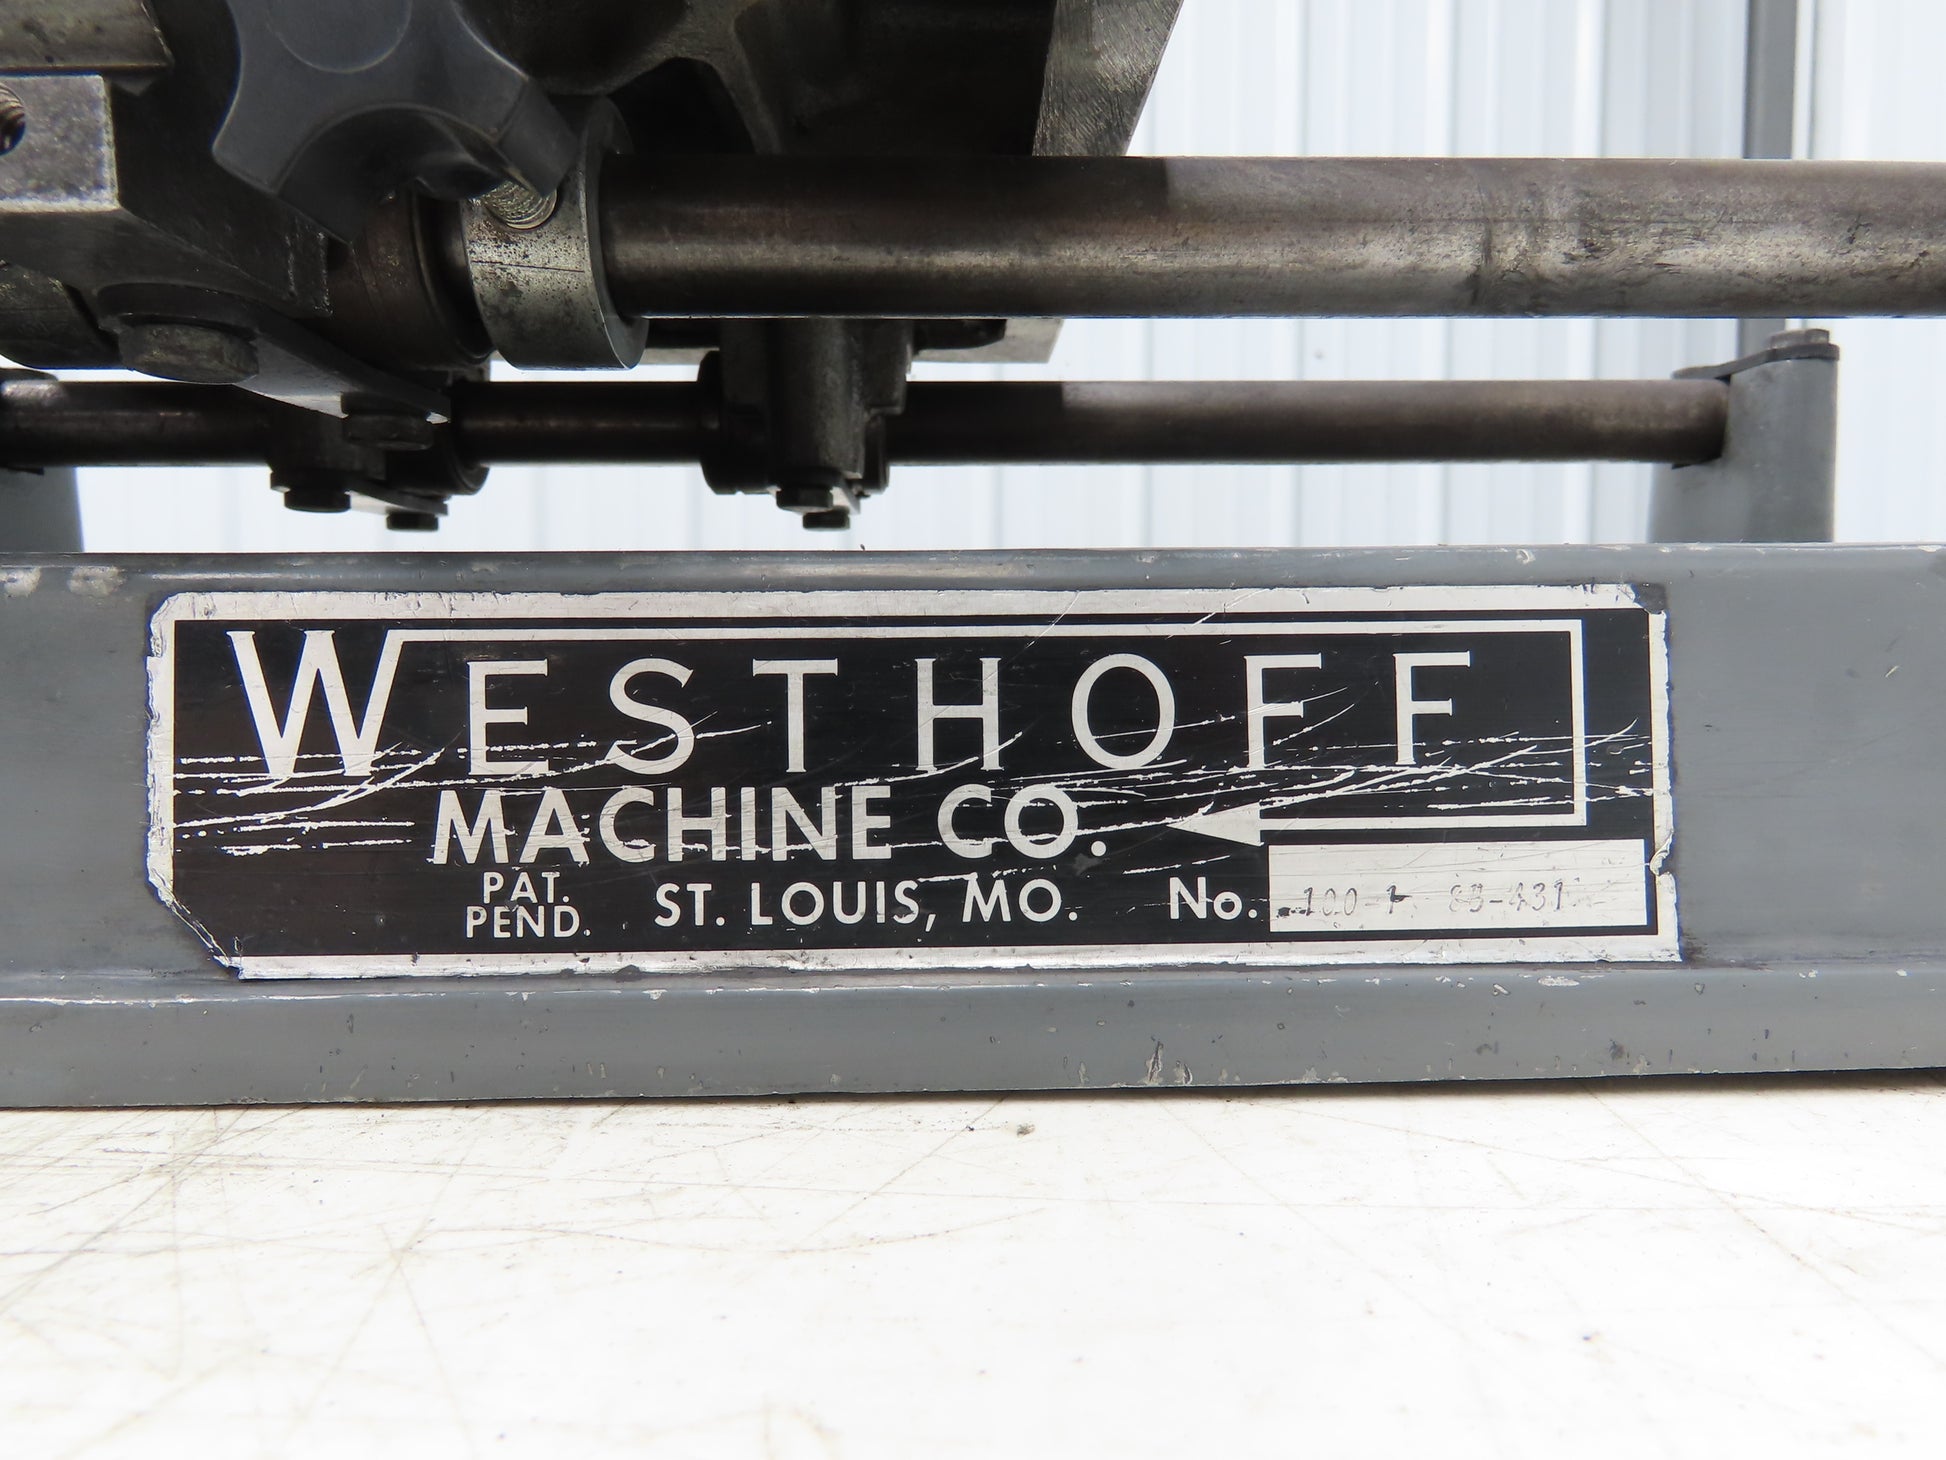 WESTHOFF
MACHINE CO.
PAT.
PEND.
ST. LOUIS, MO. No.